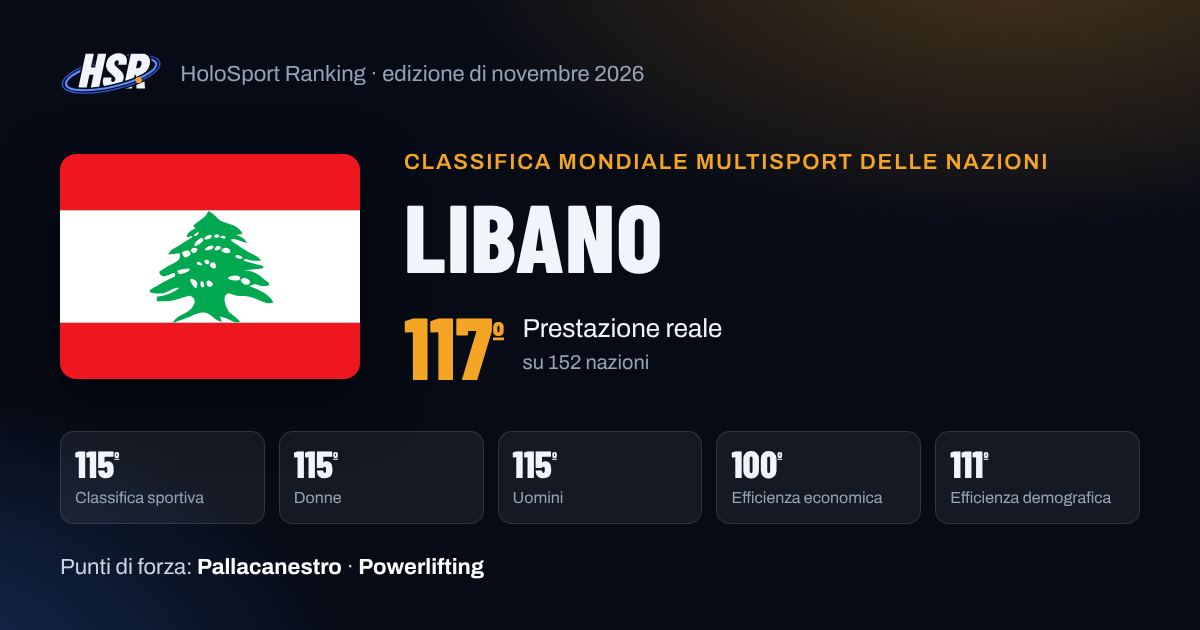 HSR
HoloSport Ranking · edizione di novembre 2026
CLASSIFICA MONDIALE MULTISPORT DELLE NAZIONI
LIBANO
117º
Prestazione reale
su 152 nazioni
115º
Classifica sportiva
115º
Donne
115º
Uomini
100º
Efficienza economica
111º
Efficienza demografica
Punti di forza: Pallacanestro · Powerlifting